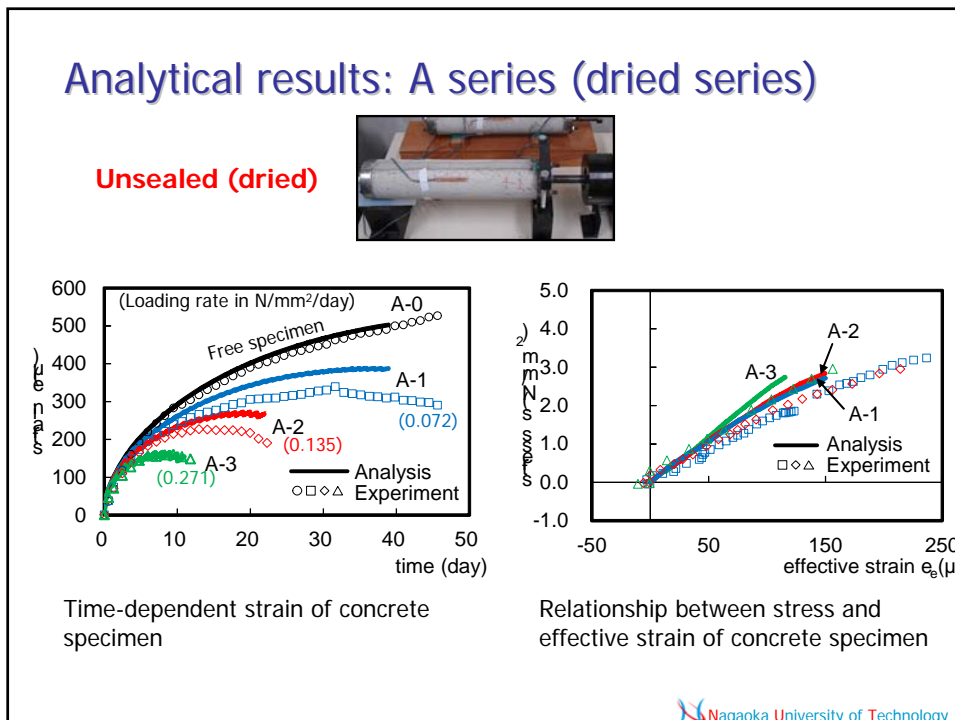 Analytical results: A series (dried series)
Unsealed (dried)
600
500
400
300
200
100
0
(Loading rate in N/mm²/day)
A-0
Free specimen
A-1
(0.072)
A-2
(0.135)
A-3
(0.271)
Analysis
Experiment
0 10 20 30 40 50
time (day)
Time-dependent strain of concrete
specimen
5.0
4.0
3.0
2.0
1.0
0.0
-1.0
A-2
A-3
A-1
Analysis
Experiment
-50 50 150 250
effective strain eₑ(μ
Relationship between stress and
effective strain of concrete specimen
Nagaoka University of Technology